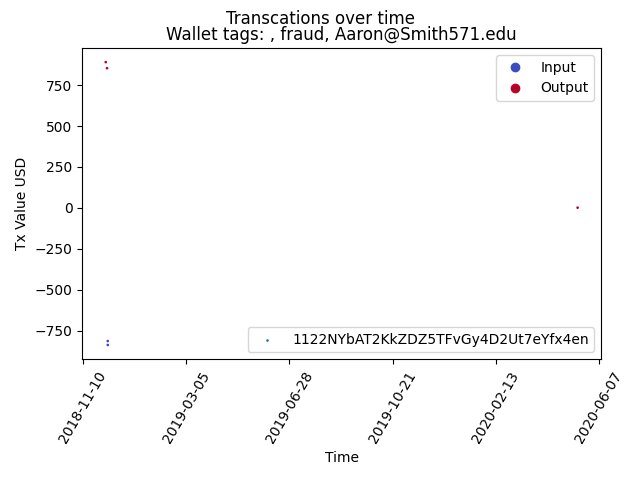 Transcations over time
Wallet tags: , fraud, Aaron@Smith571.edu
Input
Output
750
500
250
0
−250
−500
−750
Tx Value USD
1122NYbAT2KkZDZ5TFvGy4D2Ut7eYfx4en
2018-11-10
2019-03-05
2019-06-28
2019-10-21
2020-02-13
2020-06-07
Time